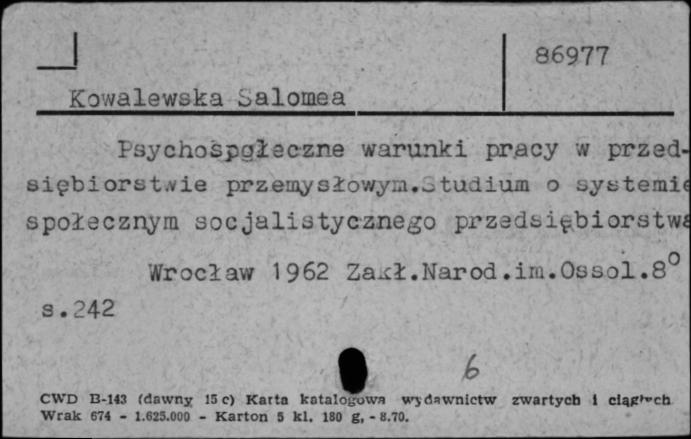 86977
Kowalewska Salomea
Psychospołeczne warunki pracy w przed-
siębiorstwie przemysłowym.Studium o systemie
społecznym socjalistycznego przedsiębiorstwa
Wrocław 1962 Zakł.Narod.im.Ossol.8⁰
s.242
6
CWD B-143 (dawny 15 c) Karta katalogowa wydawnictw zwartych i ciągłych
Wrak 674 - 1.625.000 - Karton 5 kl. 180 g, - 8.70.